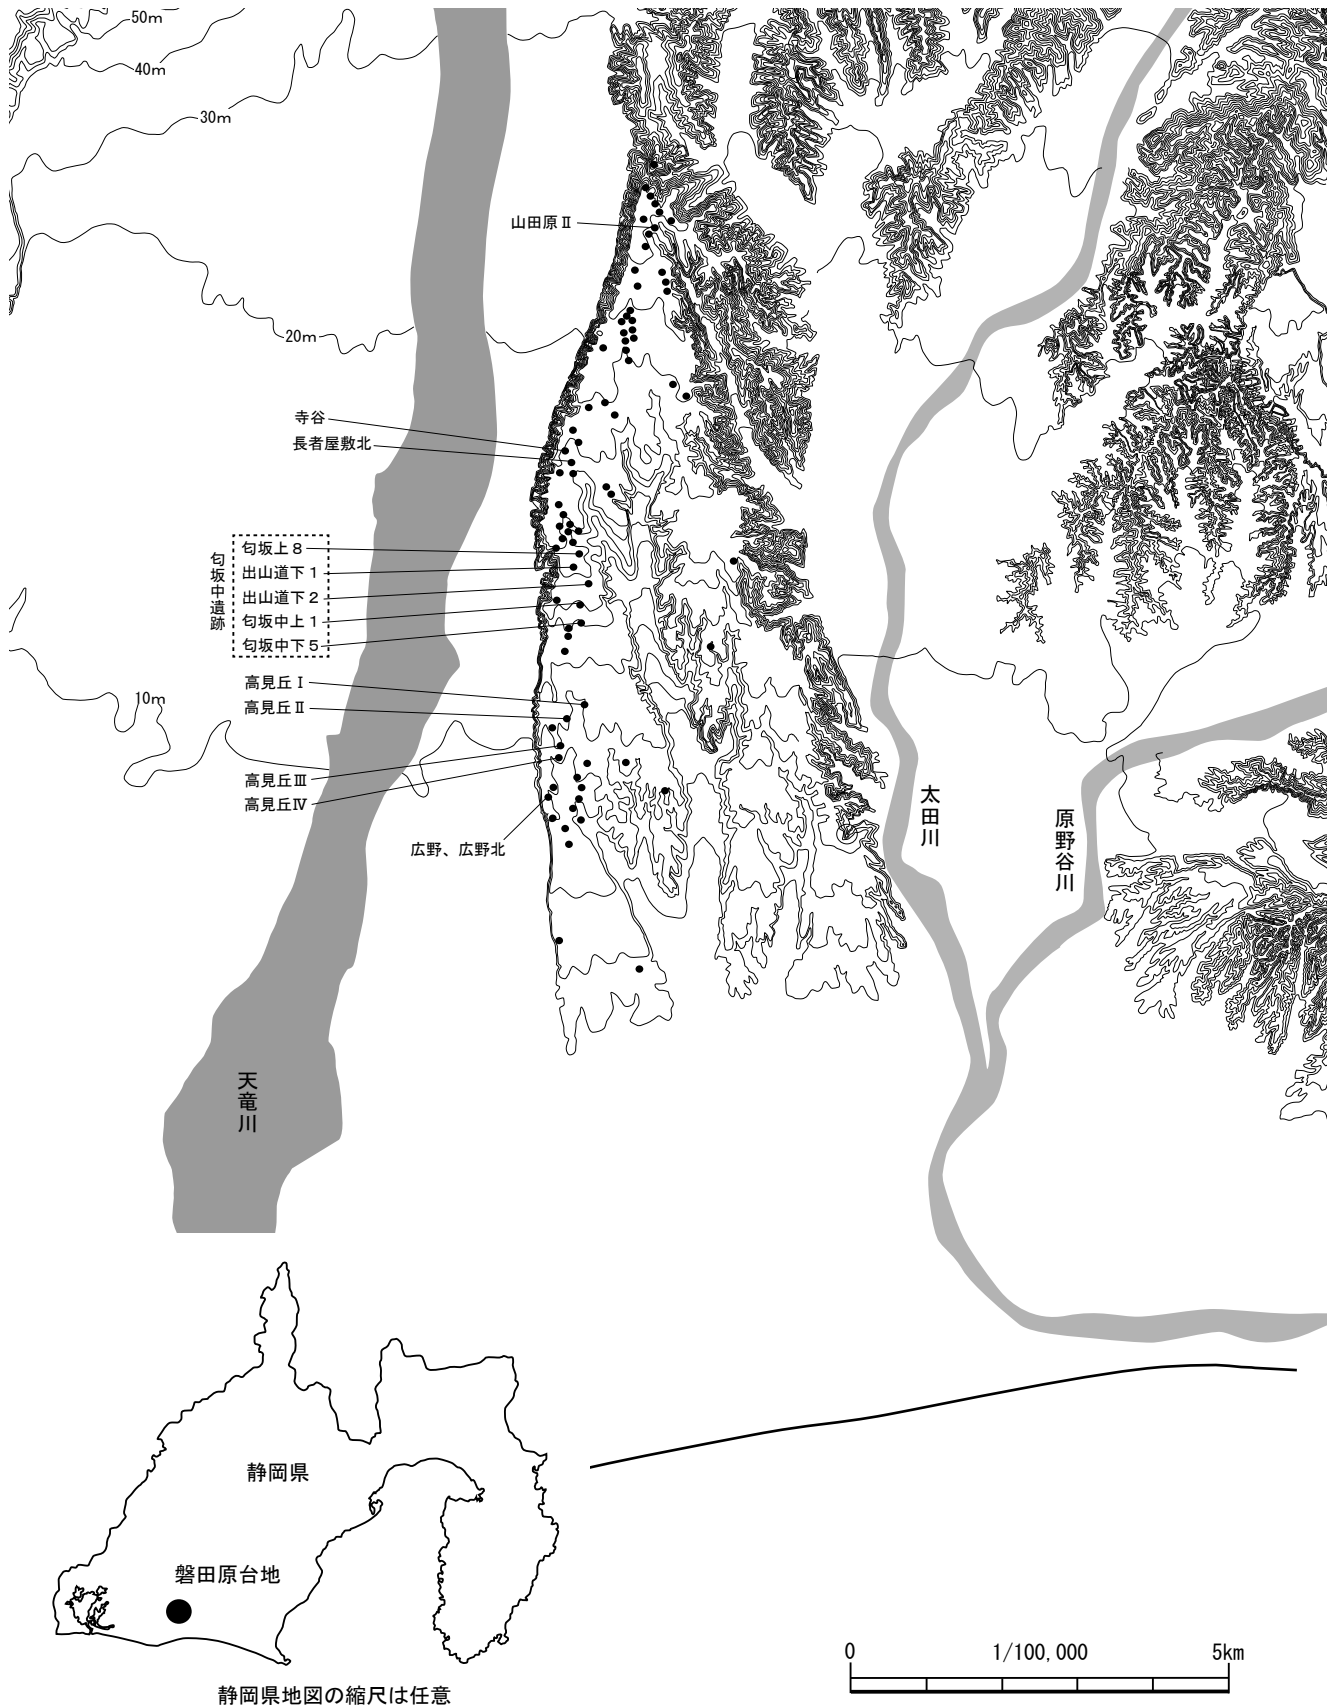 50m
40m
30m
山田原Ⅱ
20m
寺谷
長者屋敷北
匂坂中遺跡
匂坂上８
出山道下１
出山道下２
匂坂中上１
匂坂中下５
高見丘Ⅰ
10m
高見丘Ⅱ
高見丘Ⅲ
高見丘Ⅳ
広野、広野北
太田川
原野谷川
天竜川
静岡県
磐田原台地
静岡県地図の縮尺は任意
0 1/100,000 5km